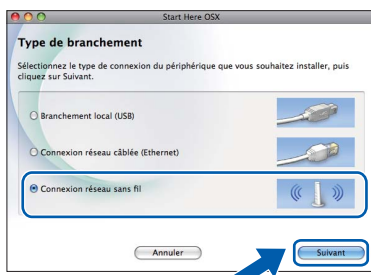 Start Here OSX
Type de branchement
Sélectionnez le type de connexion du périphérique que vous souhaitez installer, puis
cliquez sur Suivant.
Branchement local (USB)
Connexion réseau câblée (Ethernet)
Connexion réseau sans fil
Annuler
Suivant